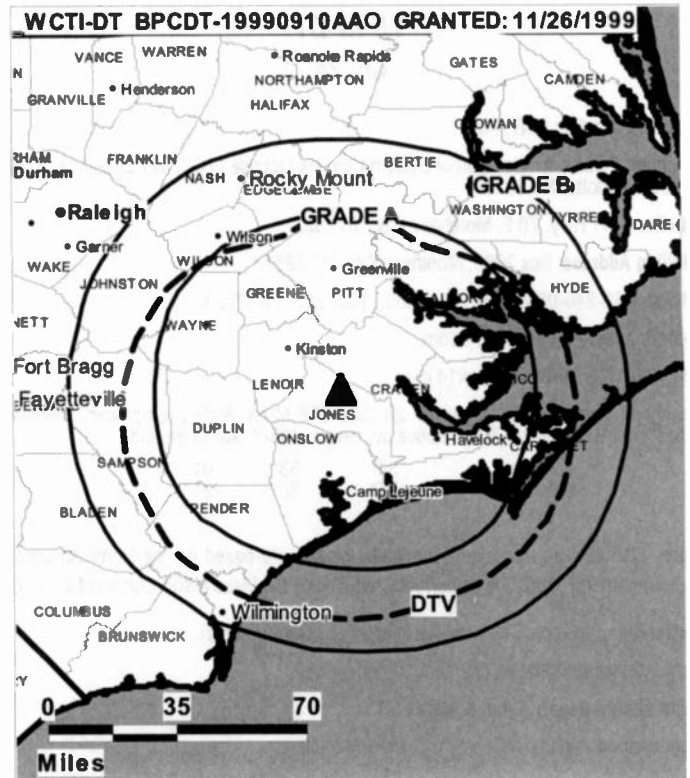 WCTI-DT BPCDT-19990910AAO GRANTED: 11/26/1999
VANCE
WARREN
Roanoke Rapids
GATES
NORTHAMPTON
CAMDEN
Henderson
GRANVILLE
HALIFAX
FRANKLIN
BERTIE
Durham
NASH
Rocky Mount
GRADE B
GRADE A
WASHINGTON
Raleigh
DARE
Wilson
Garner
WILSON
WAKE
Greenville
JOHNSTON
HYDE
GREENE
PITT
WAYNE
NETT
Kinston
Fort Bragg
LENOIR
CRAVEN
Fayetteville
JONES
DUPLIN
ONSLOW
Havelock
SAMPSON
Camp Lejeune
BLADEN
RENDER
DTV
COLUMBUS
Wilmington
BRUNSWICK
0 35 70
Miles